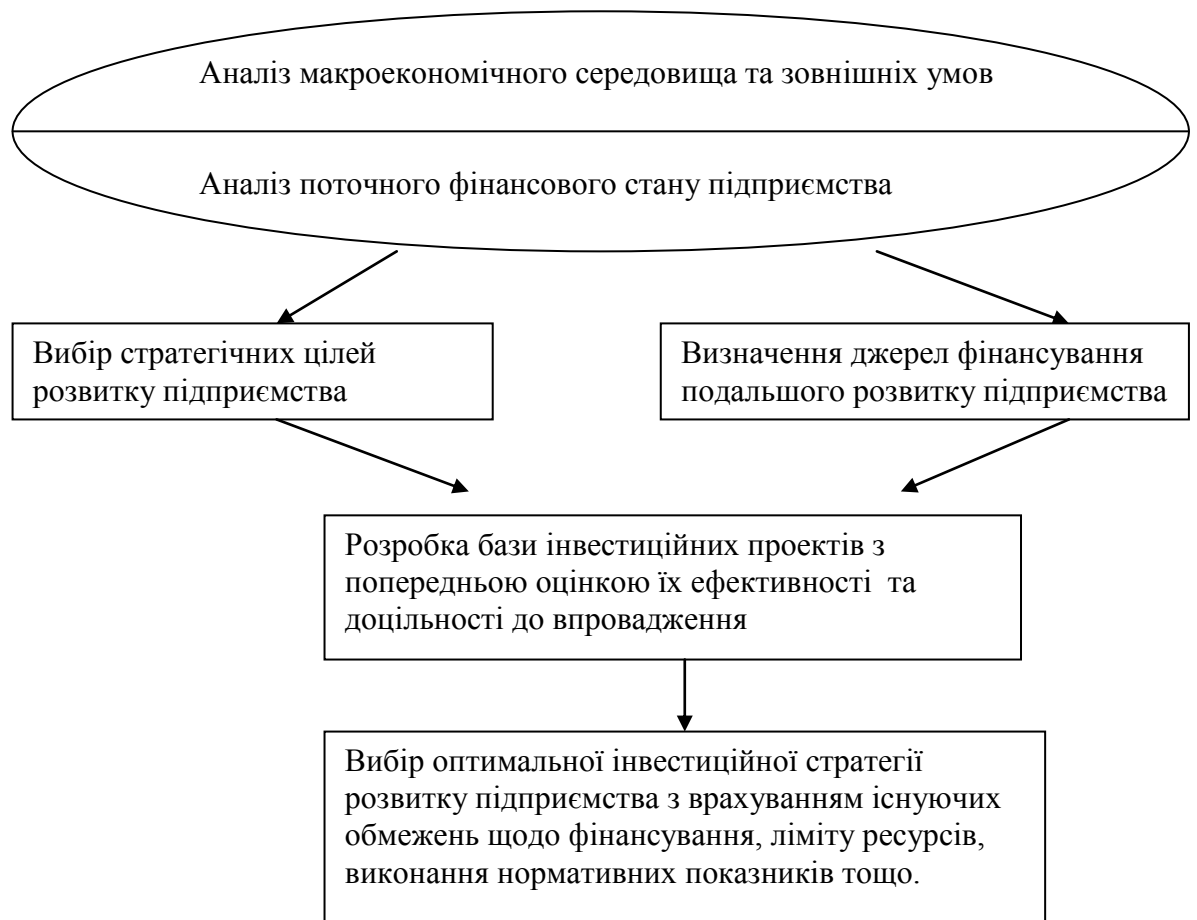 Аналіз макроекономічного середовища та зовнішніх умов
Аналіз поточного фінансового стану підприємства
Вибір стратегічних цілей
розвитку підприємства
Визначення джерел фінансування
подальшого розвитку підприємства
Розробка бази інвестиційних проектів з
попередньою оцінкою їх ефективності та
доцільності до впровадження
Вибір оптимальної інвестиційної стратегії
розвитку підприємства з врахуванням існуючих
обмежень щодо фінансування, ліміту ресурсів,
виконання нормативних показників тощо.